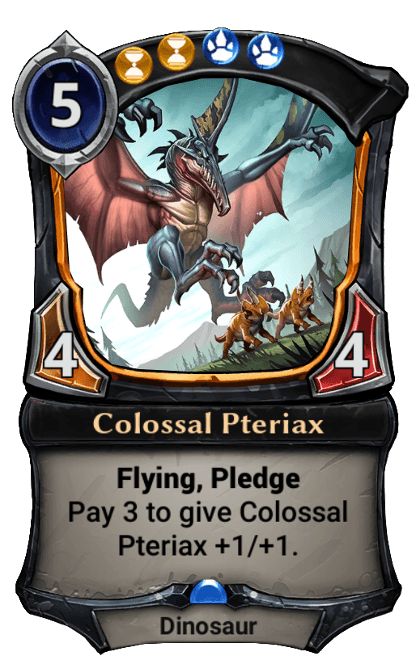 5
4
4
Colossal Pteriax
Flying, Pledge
Pay 3 to give Colossal
Pteriax +1/+1.
Dinosaur